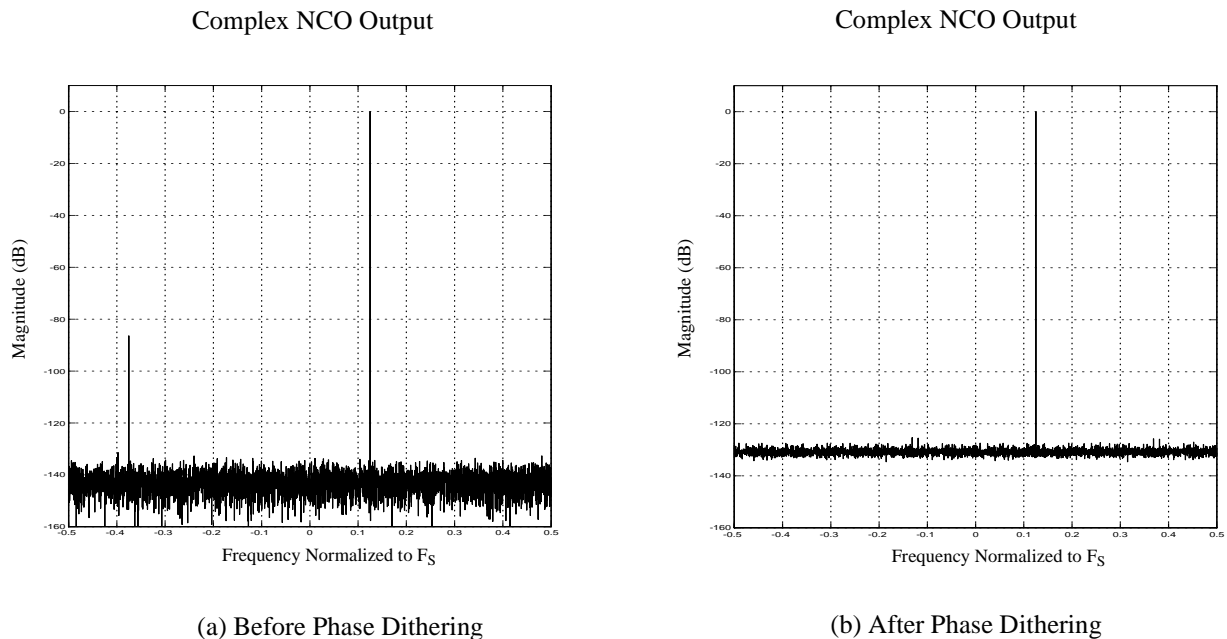 Complex NCO Output
0
-20
-40
-60
-80
-100
-120
-140
-160
Magnitude (dB)
-0.5 -0.4 -0.3 -0.2 -0.1 0 0.1 0.2 0.3 0.4 0.5
Frequency Normalized to FS
(a) Before Phase Dithering
Complex NCO Output
0
-20
-40
-60
-80
-100
-120
-140
-160
Magnitude (dB)
-0.5 -0.4 -0.3 -0.2 -0.1 0 0.1 0.2 0.3 0.4 0.5
Frequency Normalized to FS
(b) After Phase Dithering